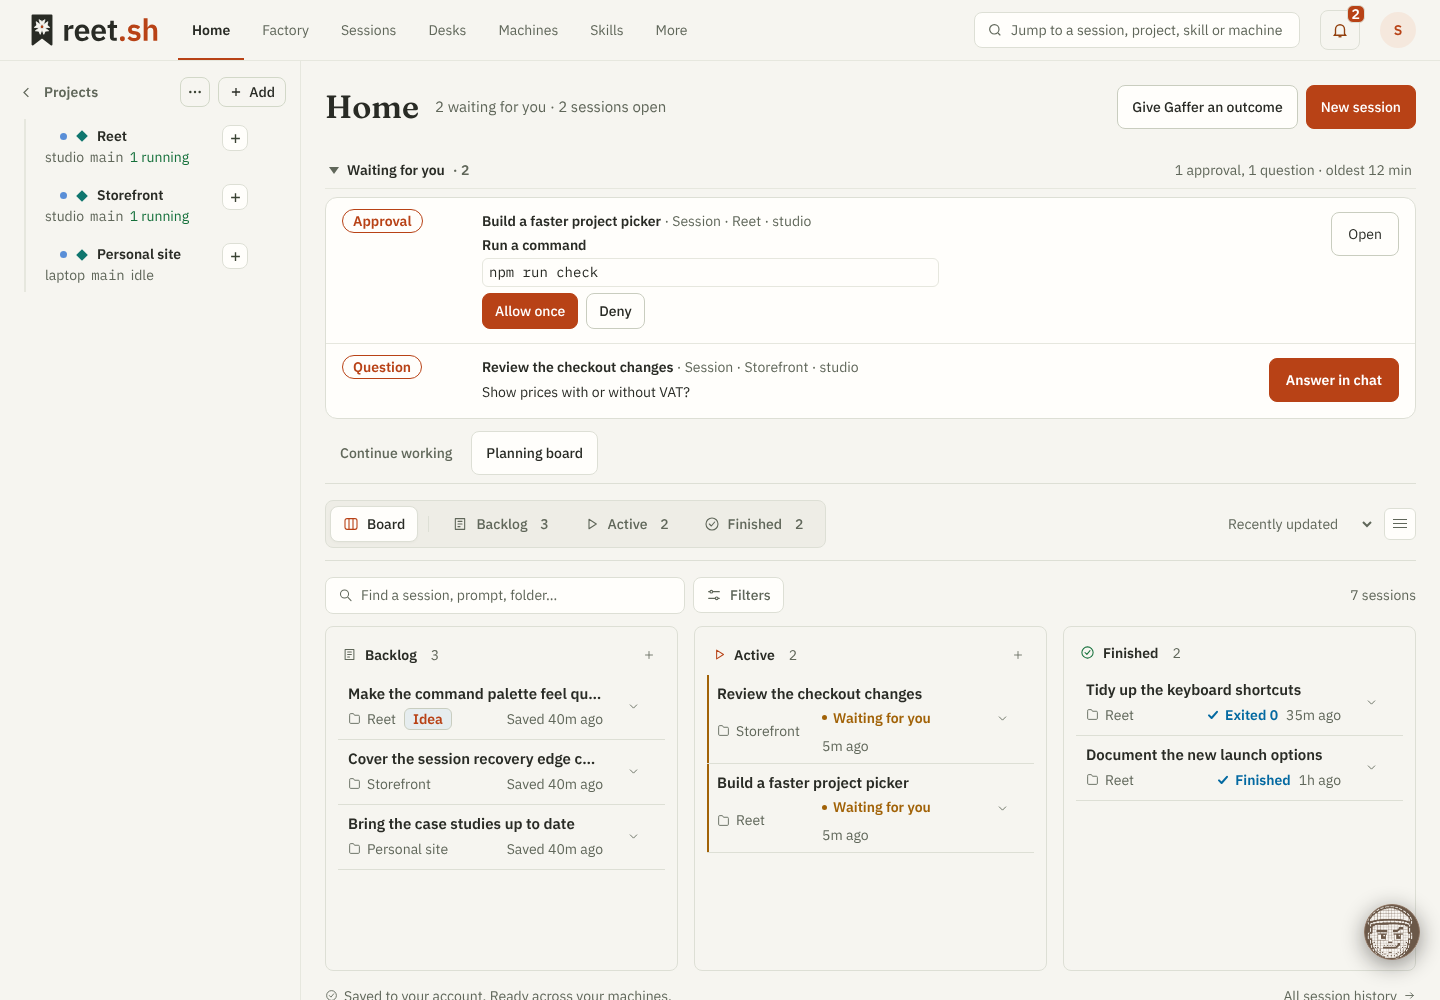 reet.sh Home Factory Sessions Desks Machines Skills More Jump to a session, project, skill or machine 2 S
Projects ... + Add
Reet +
studio main 1 running
Storefront +
studio main 1 running
Personal site +
laptop main idle
Home 2 waiting for you · 2 sessions open Give Gaffer an outcome New session
Waiting for you · 2 1 approval, 1 question · oldest 12 min
Approval Build a faster project picker · Session · Reet · studio Open
Run a command
npm run check
Allow once Deny
Question Review the checkout changes · Session · Storefront · studio Answer in chat
Show prices with or without VAT?
Continue working Planning board
Board Backlog 3 Active 2 Finished 2 Recently updated
Find a session, prompt, folder... Filters 7 sessions
Backlog 3 +
Make the command palette feel qu...
Reet Idea Saved 40m ago
Cover the session recovery edge c...
Storefront Saved 40m ago
Bring the case studies up to date
Personal site Saved 40m ago
Active 2 +
Review the checkout changes
Storefront Waiting for you
5m ago
Build a faster project picker
Reet Waiting for you
5m ago
Finished 2
Tidy up the keyboard shortcuts
Reet Exited 0 35m ago
Document the new launch options
Reet Finished 1h ago
Saved to your account. Ready across your machines. All session history →